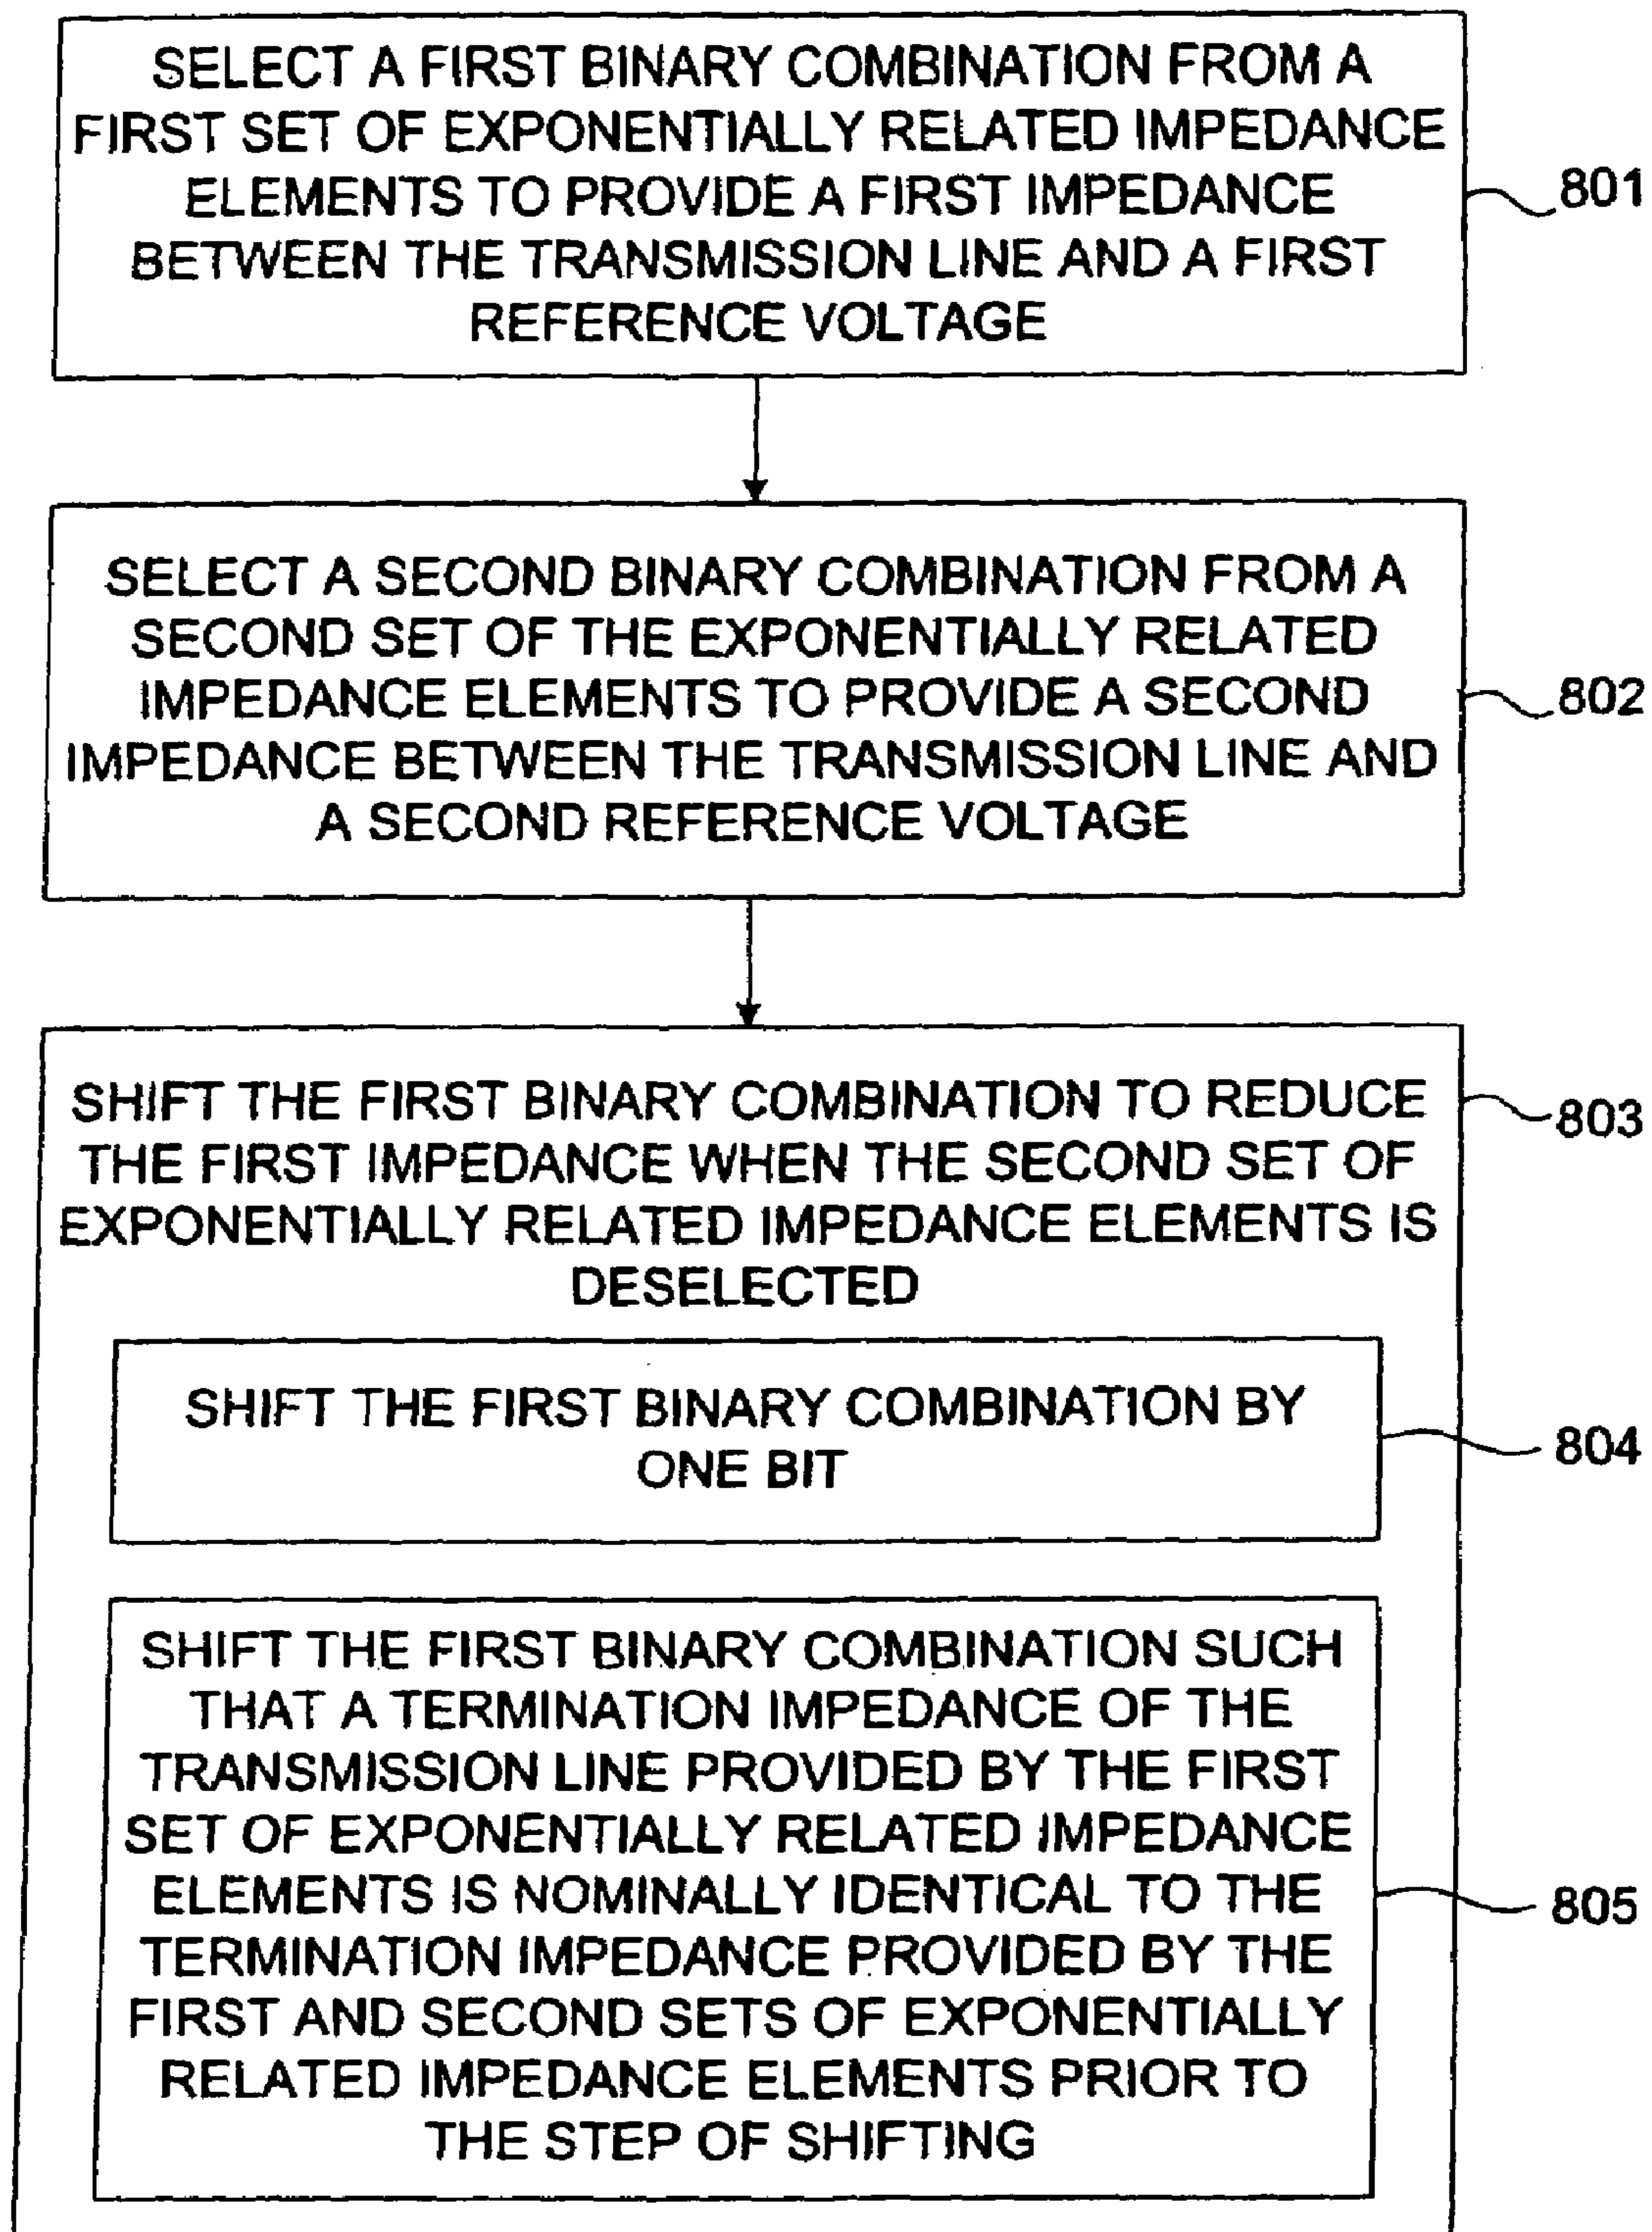 SELECT A FIRST BINARY COMBINATION FROM A
FIRST SET OF EXPONENTIALLY RELATED IMPEDANCE
ELEMENTS TO PROVIDE A FIRST IMPEDANCE
BETWEEN THE TRANSMISSION LINE AND A FIRST
REFERENCE VOLTAGE
801
SELECT A SECOND BINARY COMBINATION FROM A
SECOND SET OF THE EXPONENTIALLY RELATED
IMPEDANCE ELEMENTS TO PROVIDE A SECOND
IMPEDANCE BETWEEN THE TRANSMISSION LINE AND
A SECOND REFERENCE VOLTAGE
802
SHIFT THE FIRST BINARY COMBINATION TO REDUCE
THE FIRST IMPEDANCE WHEN THE SECOND SET OF
EXPONENTIALLY RELATED IMPEDANCE ELEMENTS IS
DESELECTED
803
SHIFT THE FIRST BINARY COMBINATION BY
ONE BIT
804
SHIFT THE FIRST BINARY COMBINATION SUCH
THAT A TERMINATION IMPEDANCE OF THE
TRANSMISSION LINE PROVIDED BY THE FIRST
SET OF EXPONENTIALLY RELATED IMPEDANCE
ELEMENTS IS NOMINALLY IDENTICAL TO THE
TERMINATION IMPEDANCE PROVIDED BY THE
FIRST AND SECOND SETS OF EXPONENTIALLY
RELATED IMPEDANCE ELEMENTS PRIOR TO
THE STEP OF SHIFTING
805